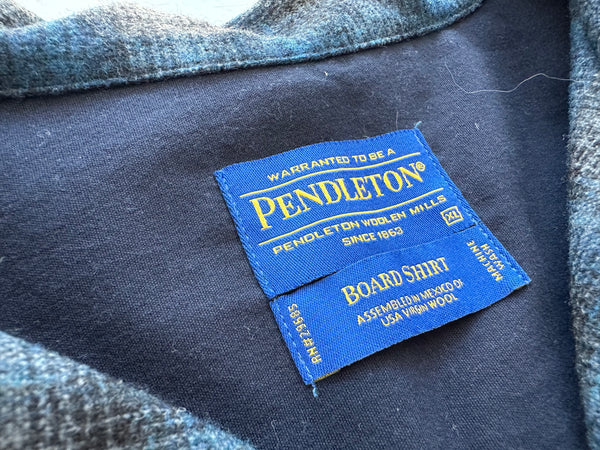 WARRANTED TO BE A
PENDLETON®
PENDLETON WOOLEN MILLS
SINCE 1863
XL
BOARD SHIRT
ASSEMBLED IN MEXICO OF
USA VIRGIN WOOL
RN#29685
MACHINE
WASH